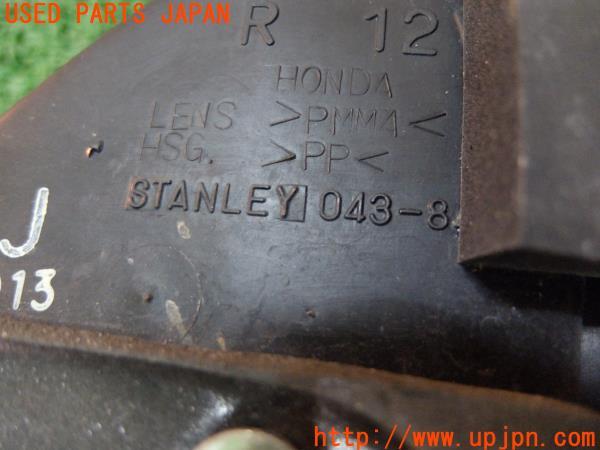 USED PARTS JAPAN
R 12
HONDA
LENS >PMMA<
HSG. >PP<
STANLEY 043-8
J
13
http://www.upjpn.com